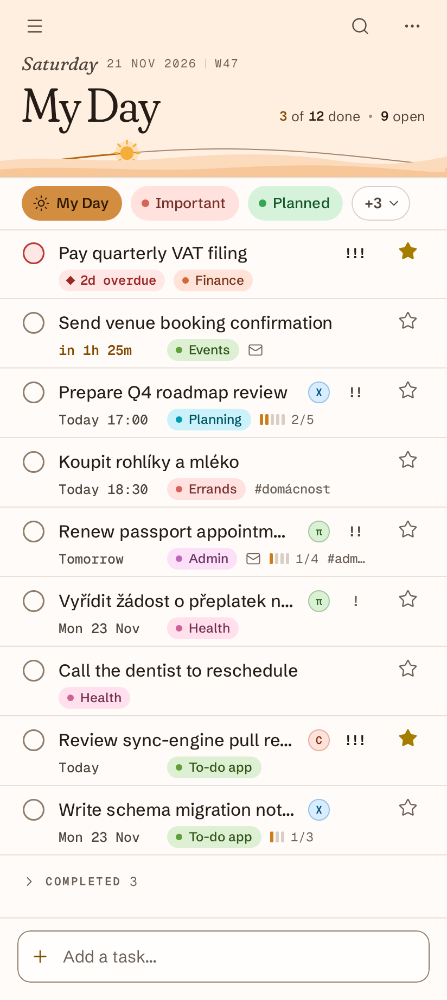 Saturday 21 NOV 2026 | W47
My Day
3 of 12 done • 9 open
My Day Important Planned +3
Pay quarterly VAT filing !!!
2d overdue Finance
Send venue booking confirmation
in 1h 25m Events
Prepare Q4 roadmap review X !!
Today 17:00 Planning 2/5
Koupit rohlíky a mléko
Today 18:30 Errands #domácnost
Renew passport appointm… π !!
Tomorrow Admin 1/4 #adm…
Vyřídit žádost o přeplatek n… π !
Mon 23 Nov Health
Call the dentist to reschedule
Health
Review sync-engine pull re… C !!!
Today To-do app
Write schema migration not… X
Mon 23 Nov To-do app 1/3
COMPLETED 3
Add a task…